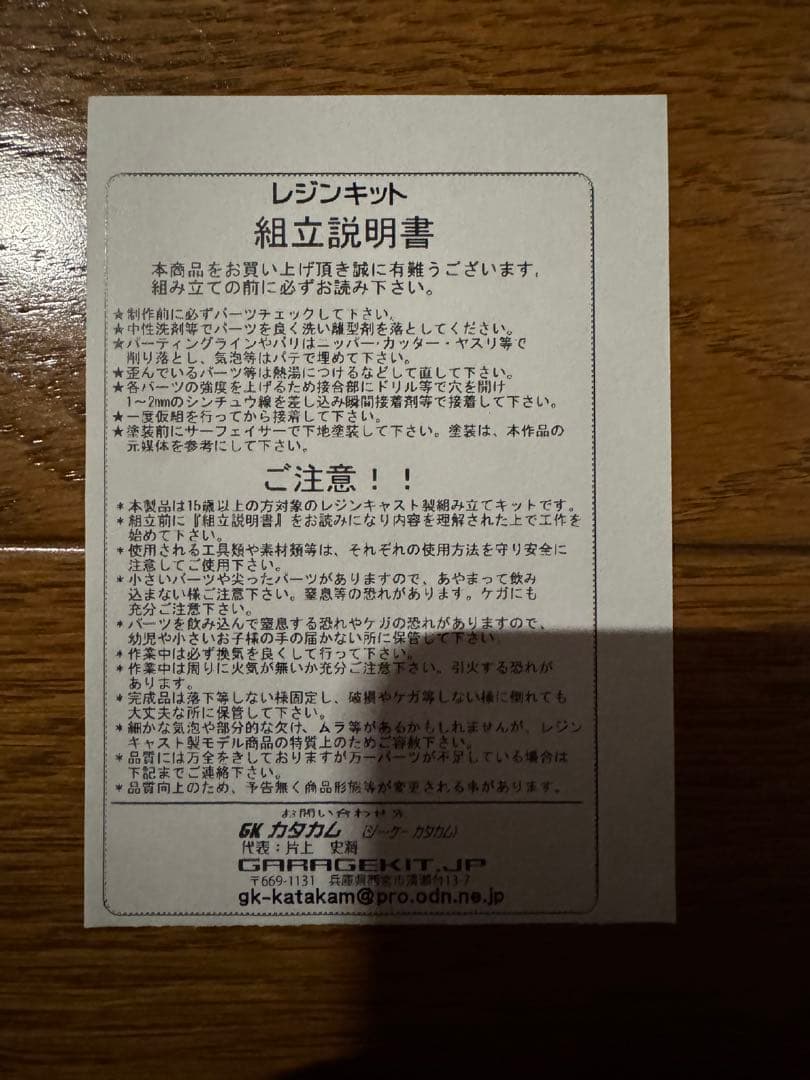 レジンキット
組立説明書
本商品をお買い上げ頂き誠に有難うございます。
組み立ての前に必ずお読み下さい。
★制作前に必ずパーツチェックして下さい。
★中性洗剤等でパーツを良く洗い離型剤を落としてください。
★パーティングラインやバリはニッパー・カッター・ヤスリ等で
削り落とし、気泡等はパテで埋めて下さい。
★歪んでいるパーツ等は熱湯につけるなどして直して下さい。
★各パーツの強度を上げるため接合部にドリル等で穴を開け
1~2mmのシンチュウ線を差し込み瞬間接着剤等で接着して下さい。
★一度仮組を行ってから接着して下さい。
★塗装前にサーフェイサーで下地塗装して下さい。塗装は、本作品の
元媒体を参考にして下さい。
ご注意!!
*本製品は15歳以上の方対象のレジンキャスト製組み立てキットです。
*組立前に『組立説明書』をお読みになり内容を理解された上で工作を
始めて下さい。
*使用される工具類や素材類等は、それぞれの使用方法を守り安全に
注意してご使用下さい。
*小さいパーツや尖ったパーツがありますので、あやまって飲み
込まない様ご注意下さい。窒息等の恐れがあります。ケガにも
充分ご注意下さい。
*パーツを飲み込んで窒息する恐れやケガの恐れがありますので、
幼児や小さいお子様の手の届かない所に保管して下さい。
*作業中は必ず換気を良くして行って下さい。
*作業中は周りに火気が無いか充分ご注意下さい。引火する恐れが
あります。
*完成品は落下等しない様固定し、破損やケガ等しない様に倒れても
大丈夫な所に保管して下さい。
*細かな気泡や部分的な欠け、ムラ等があるかもしれませんが、レジン
キャスト製モデル商品の特質上のためご容赦下さい。
*品質には万全をきしておりますが万一パーツが不足している場合は
下記までご連絡下さい。
*品質向上のため、予告無く商品形態等が変更される事があります。
お問い合わせ先
GK カタカム (ジーケー カタカム)
代表:片上 史
GARAGEKIT.JP
〒669-1131 兵庫県西宮市清瀬台13-7
gk-katakam@pro.odn.ne.jp